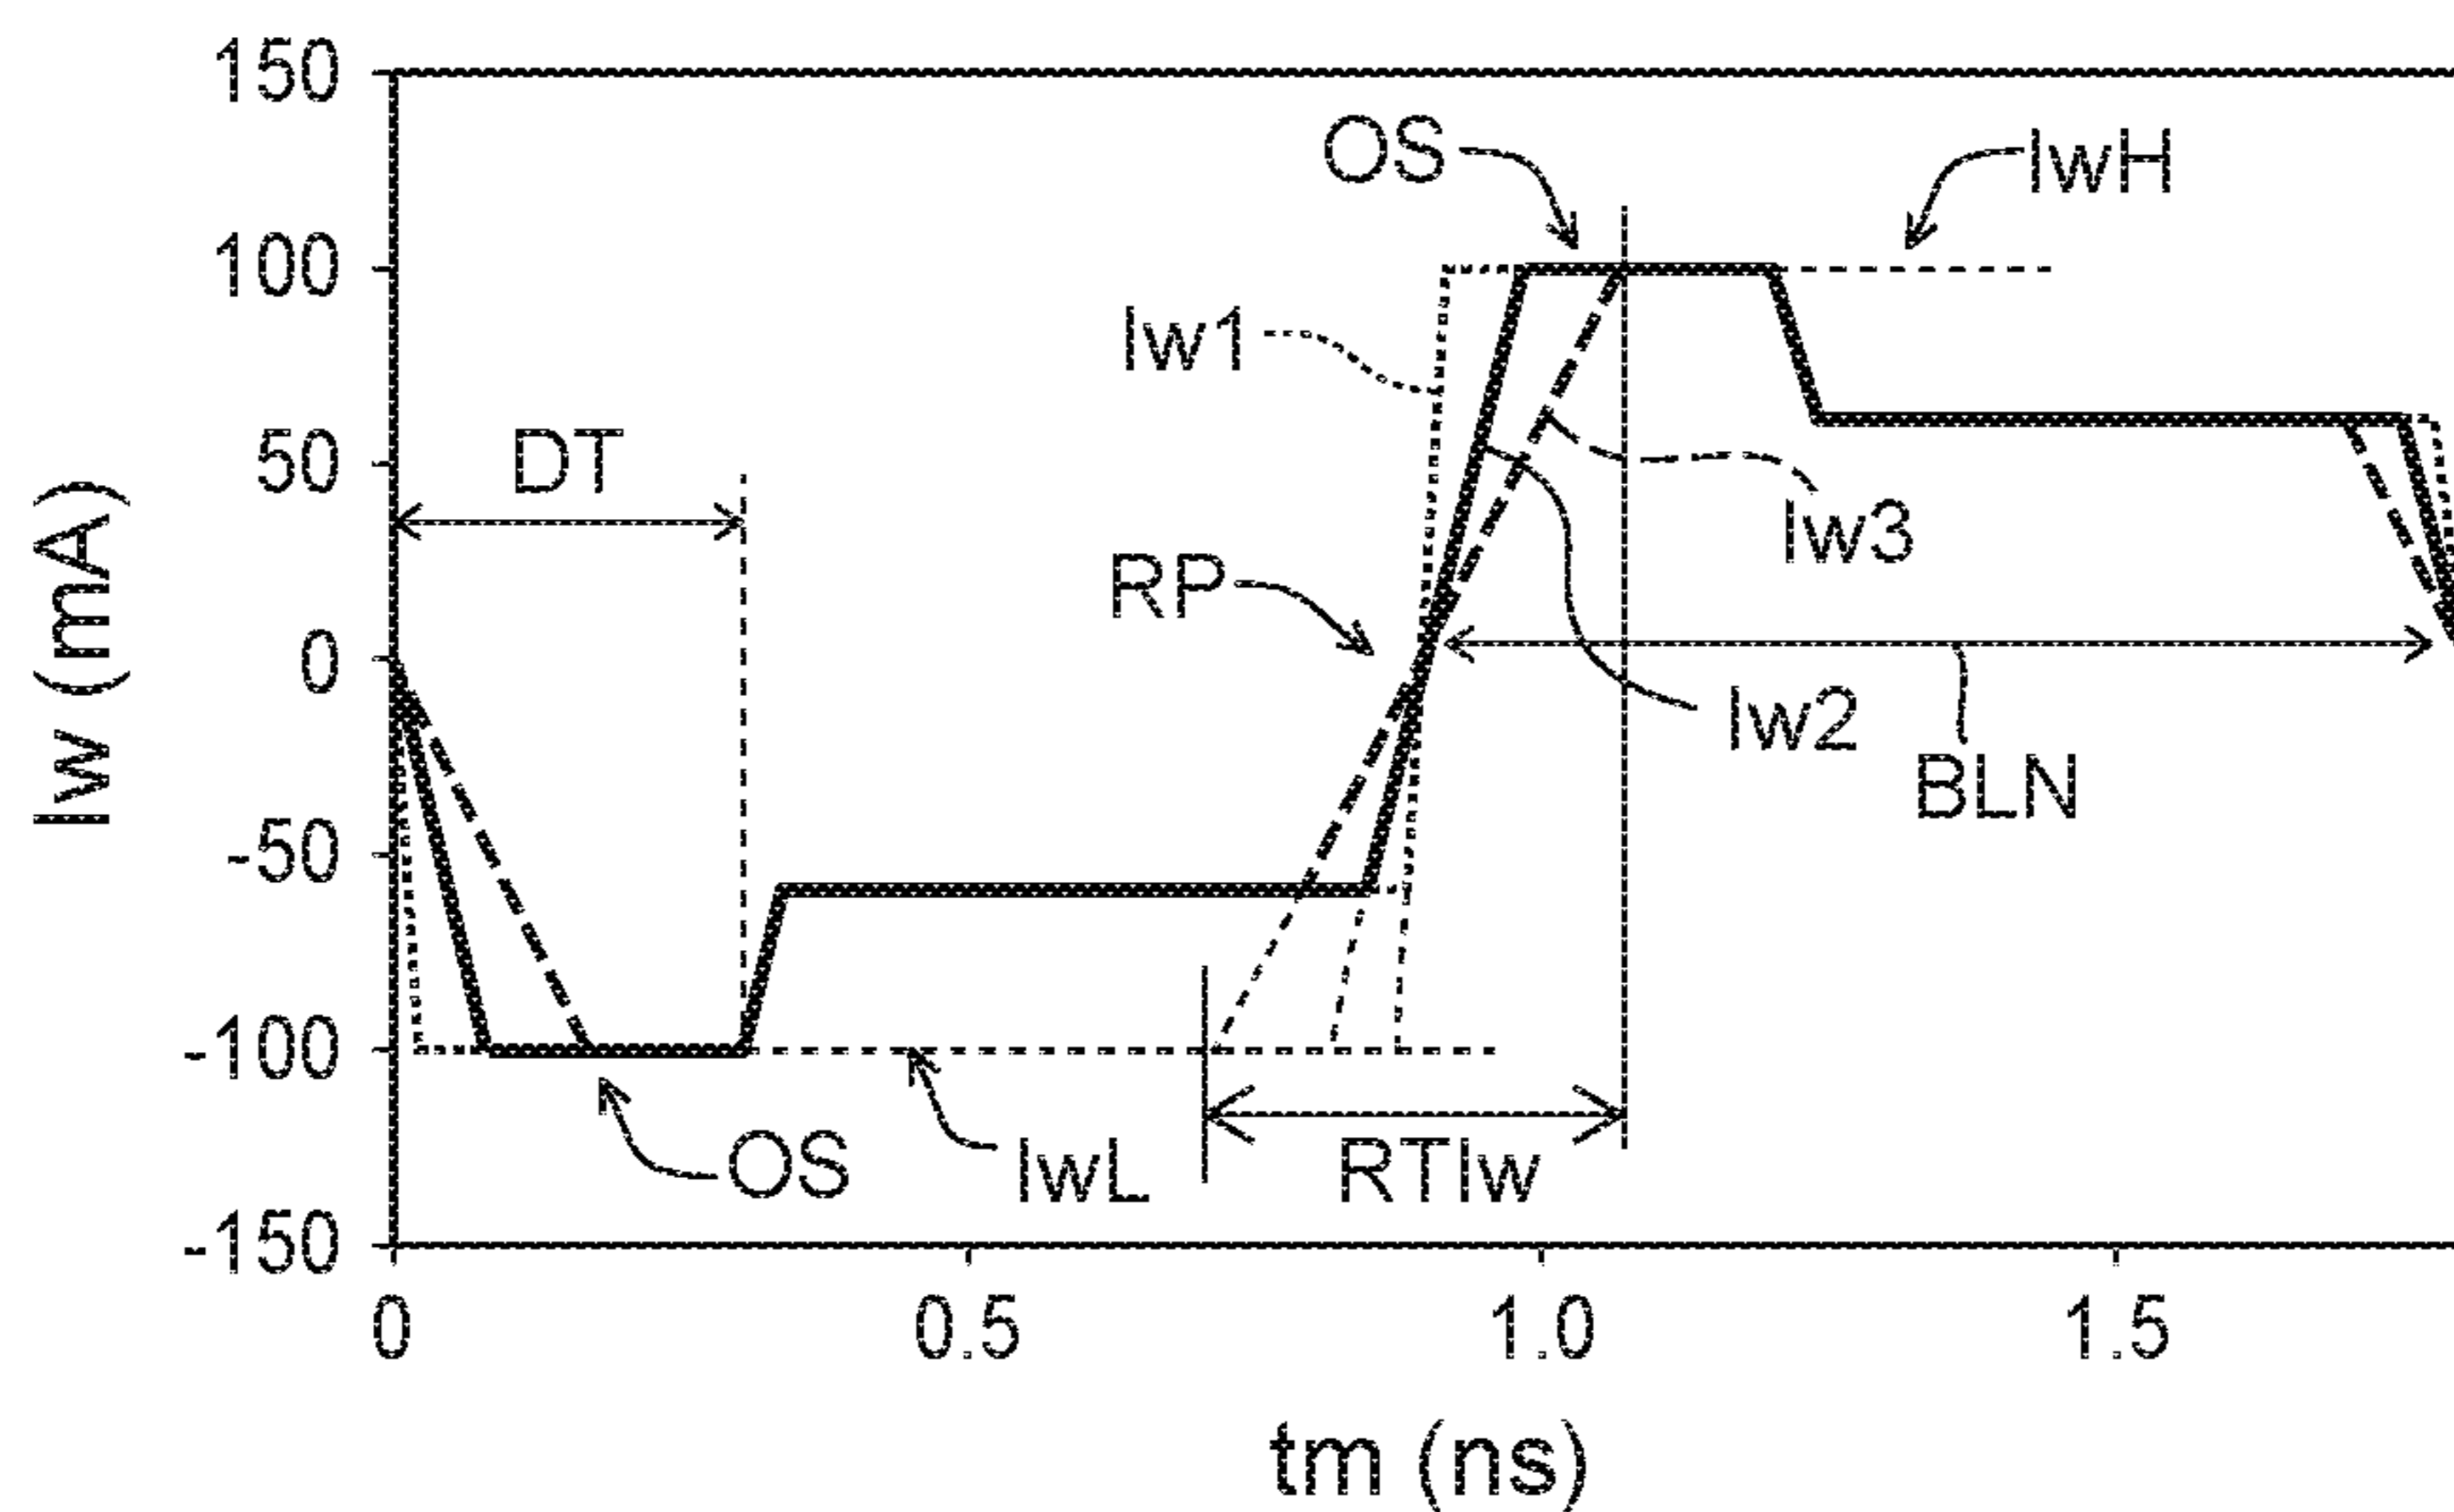 150
OS
IwH
100
Iw1
DT
50
Iw3
RP
Iw (mA)
0
Iw2
BLN
-50
-100
OS
IwL
RTIw
-150
0
0.5
1.0
1.5
tm (ns)